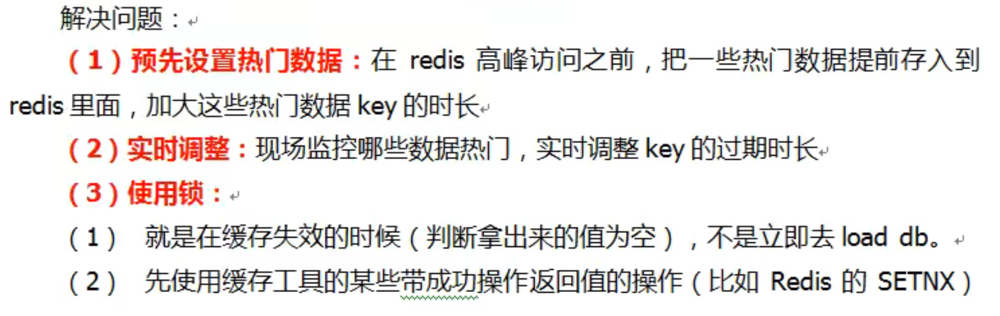 解决问题：
（1）预先设置热门数据：在 redis 高峰访问之前，把一些热门数据提前存入到
redis 里面，加大这些热门数据 key 的时长
（2）实时调整：现场监控哪些数据热门，实时调整 key 的过期时长
（3）使用锁：
（1） 就是在缓存失效的时候（判断拿出来的值为空），不是立即去 load db。
（2） 先使用缓存工具的某些带成功操作返回值的操作（比如 Redis 的 SETNX）